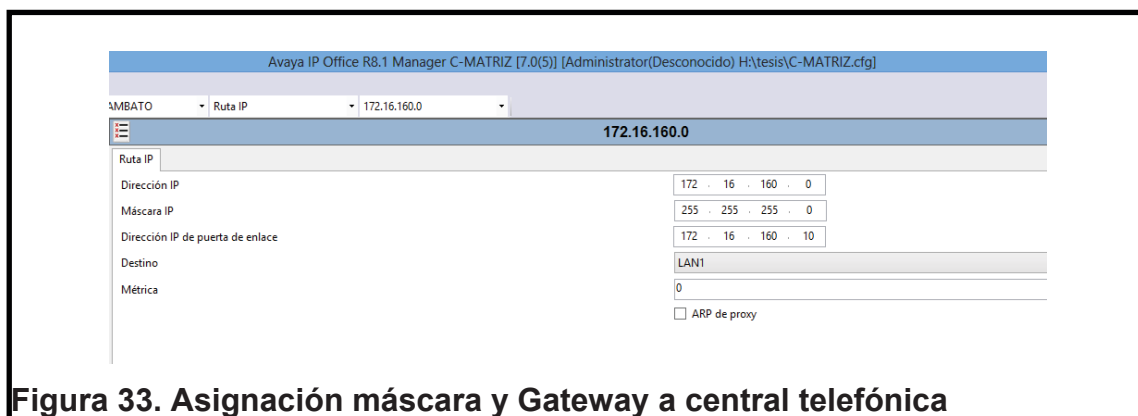 Avaya IP Office R8.1 Manager C-MATRIZ [7.0(5)] [Administrator(Desconocido) H:\tesis\C-MATRIZ.cfg]
AMBATO Ruta IP 172.16.160.0
172.16.160.0
Ruta IP
Dirección IP 172 . 16 . 160 . 0
Máscara IP 255 . 255 . 255 . 0
Dirección IP de puerta de enlace 172 . 16 . 160 . 10
Destino LAN1
Métrica 0
ARP de proxy
Figura 33. Asignación máscara y Gateway a central telefónica